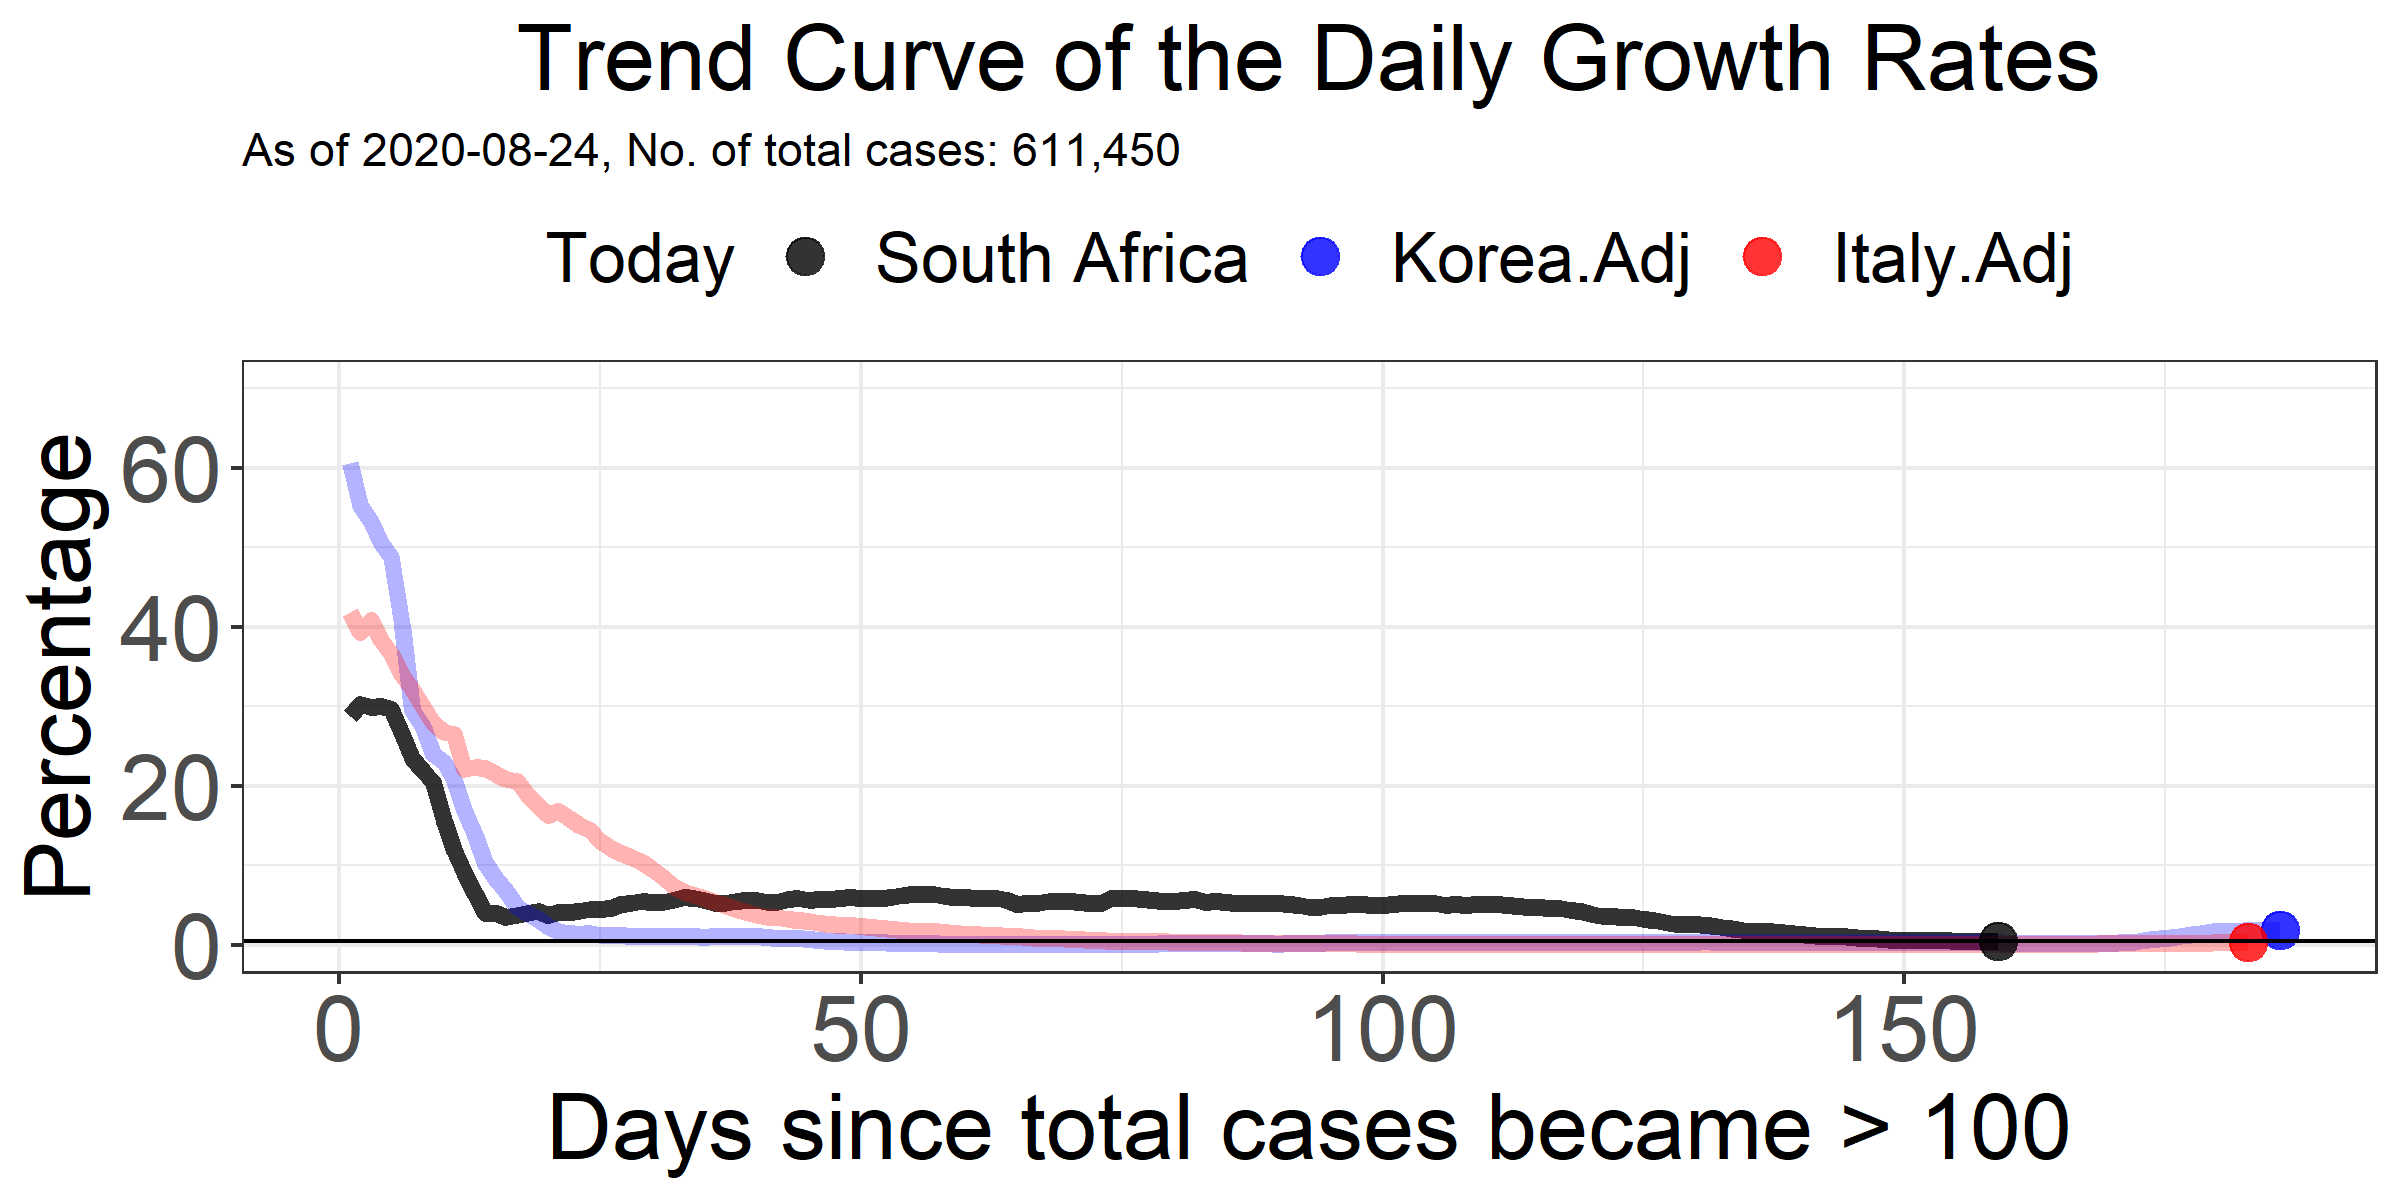 Trend Curve of the Daily Growth Rates
As of 2020-08-24, No. of total cases: 611,450
Today South Africa Korea.Adj Italy.Adj
Percentage
60
40
20
0
0 50 100 150
Days since total cases became > 100